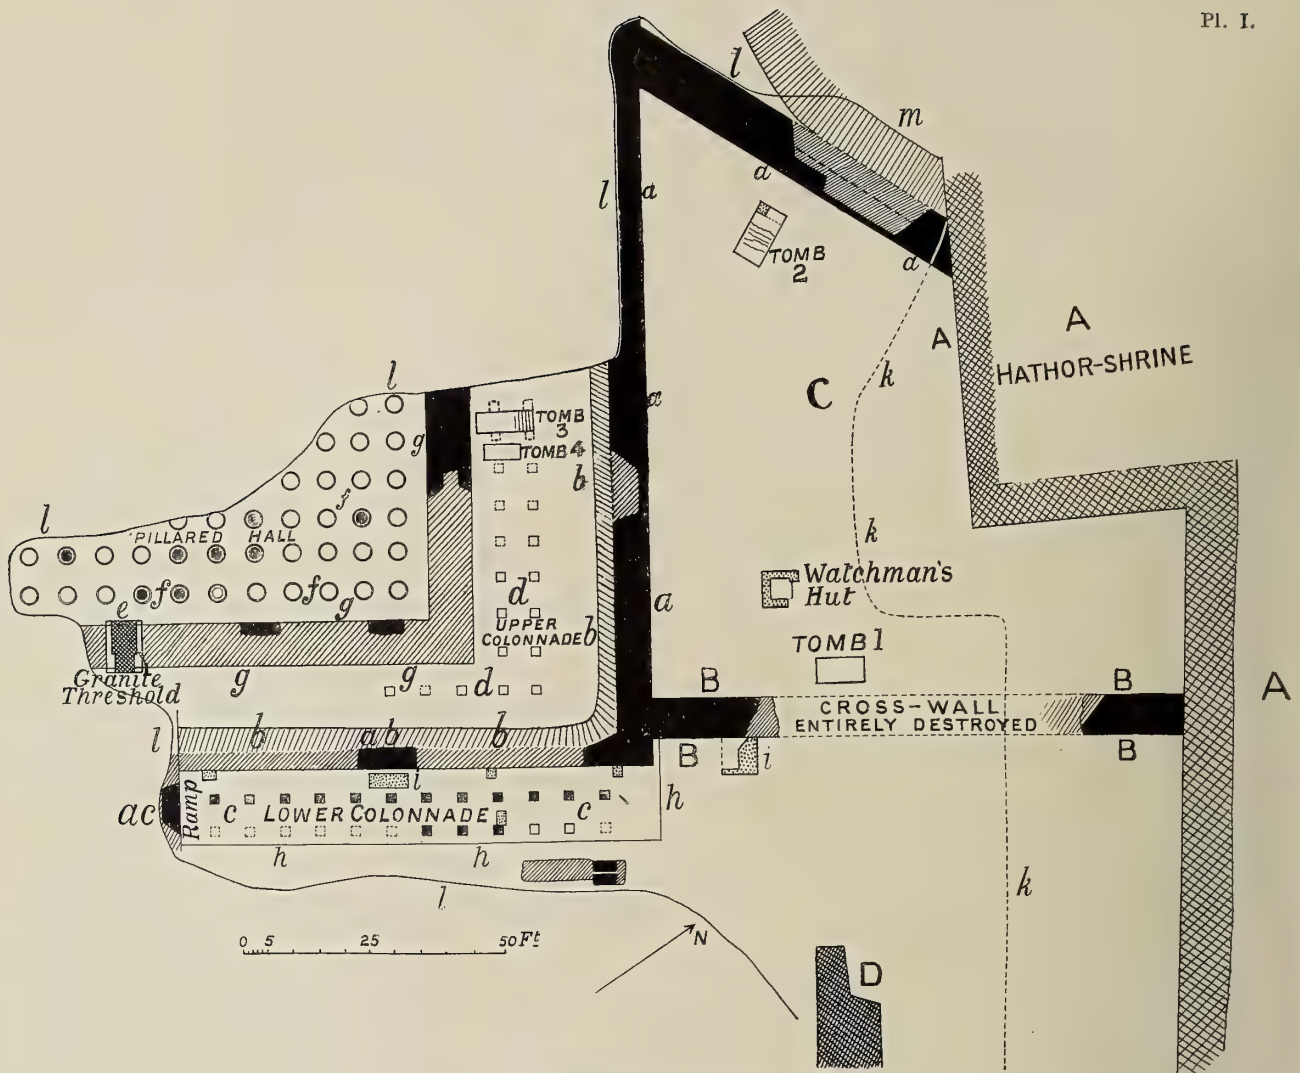 Pl. I.
l
m
a
l
a
TOMB
2
a
A
A
HATHOR-SHRINE
k
C
l
a
TOMB
3
g
TOMB 4
b
f
l
PILLARED HALL
k
Watchman's
Hut
e
f
f
g
d
a
UPPER
COLONNADE
b
TOMB 1
Granite
Threshold
g
g
d
B
B
A
CROSS-WALL
ENTIRELY DESTROYED
l
b
a b
b
B
B
i
i
h
a c
Ramp
c
LOWER COLONNADE
c
h
h
k
l
0 5 25 50 Ft
N
D